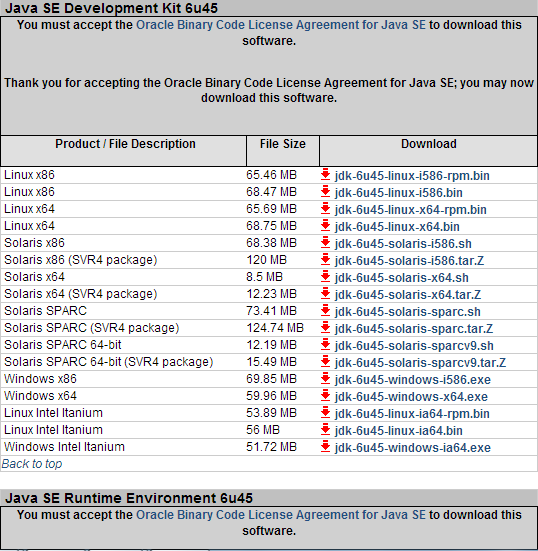 Java SE Development Kit 6u45
You must accept the Oracle Binary Code License Agreement for Java SE to download this
software.
Thank you for accepting the Oracle Binary Code License Agreement for Java SE; you may now
download this software.
Product / File Description File Size Download
Linux x86 65.46 MB jdk-6u45-linux-i586-rpm.bin
Linux x86 68.47 MB jdk-6u45-linux-i586.bin
Linux x64 65.69 MB jdk-6u45-linux-x64-rpm.bin
Linux x64 68.75 MB jdk-6u45-linux-x64.bin
Solaris x86 68.38 MB jdk-6u45-solaris-i586.sh
Solaris x86 (SVR4 package) 120 MB jdk-6u45-solaris-i586.tar.Z
Solaris x64 8.5 MB jdk-6u45-solaris-x64.sh
Solaris x64 (SVR4 package) 12.23 MB jdk-6u45-solaris-x64.tar.Z
Solaris SPARC 73.41 MB jdk-6u45-solaris-sparc.sh
Solaris SPARC (SVR4 package) 124.74 MB jdk-6u45-solaris-sparc.tar.Z
Solaris SPARC 64-bit 12.19 MB jdk-6u45-solaris-sparcv9.sh
Solaris SPARC 64-bit (SVR4 package) 15.49 MB jdk-6u45-solaris-sparcv9.tar.Z
Windows x86 69.85 MB jdk-6u45-windows-i586.exe
Windows x64 59.96 MB jdk-6u45-windows-x64.exe
Linux Intel Itanium 53.89 MB jdk-6u45-linux-ia64-rpm.bin
Linux Intel Itanium 56 MB jdk-6u45-linux-ia64.bin
Windows Intel Itanium 51.72 MB jdk-6u45-windows-ia64.exe
Back to top
Java SE Runtime Environment 6u45
You must accept the Oracle Binary Code License Agreement for Java SE to download this
software.